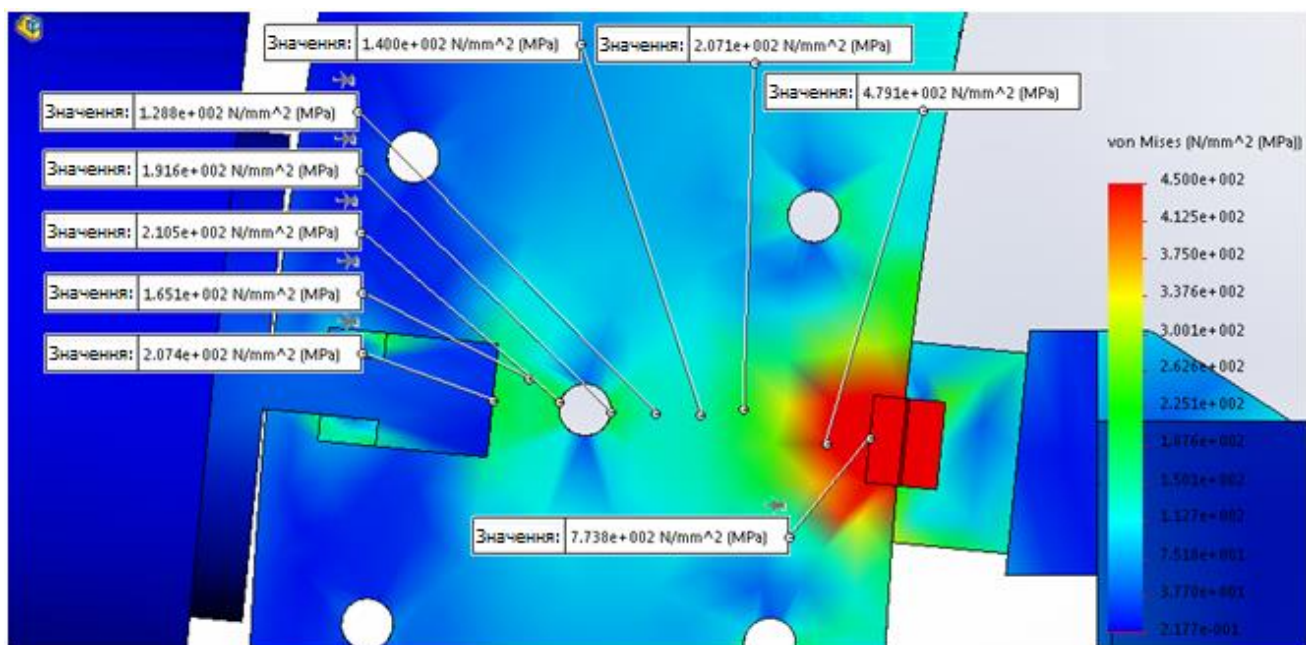 Значення: 1.400e+002 N/mm^2 (MPa)
Значення: 2.071e+002 N/mm^2 (MPa)
Значення: 4.791e+002 N/mm^2 (MPa)
Значення: 1.288e+002 N/mm^2 (MPa)
Значення: 1.916e+002 N/mm^2 (MPa)
Значення: 2.105e+002 N/mm^2 (MPa)
Значення: 1.651e+002 N/mm^2 (MPa)
Значення: 2.074e+002 N/mm^2 (MPa)
Значення: 7.738e+002 N/mm^2 (MPa)
von Mises (N/mm^2 (MPa))
4.500e+002
4.125e+002
3.750e+002
3.376e+002
3.001e+002
2.626e+002
2.251e+002
1.876e+002
1.501e+002
1.127e+002
7.518e+001
3.770e+001
2.177e-001